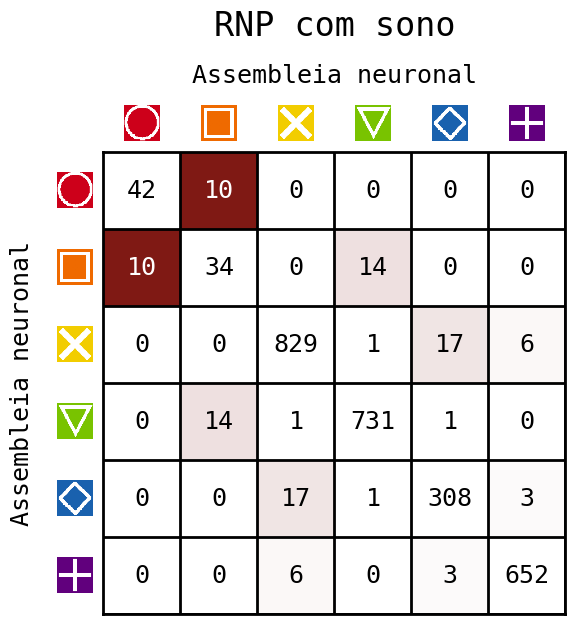 RNP com sono
Assembleia neuronal
Assembleia neuronal
42 10 0 0 0 0
10 34 0 14 0 0
0 0 829 1 17 6
0 14 1 731 1 0
0 0 17 1 308 3
0 0 6 0 3 652